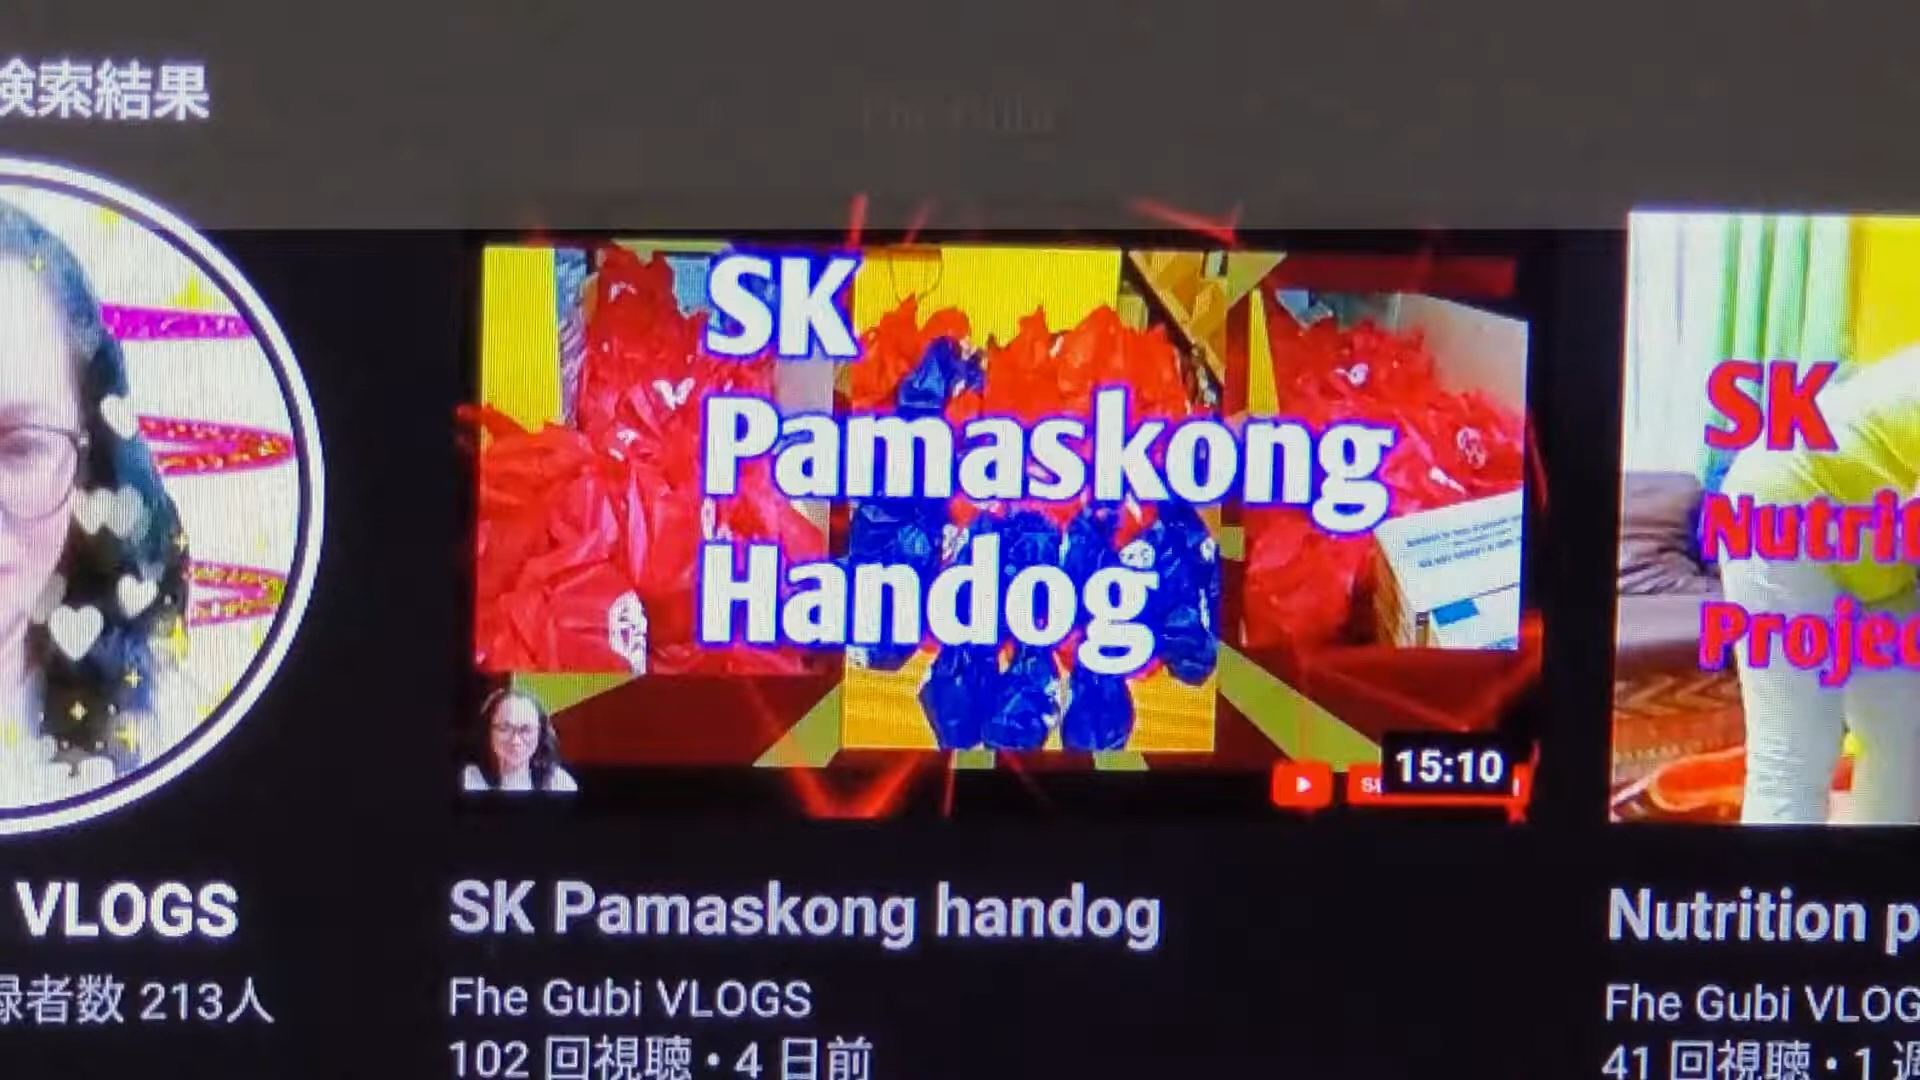 検索結果
SK
Pamaskong
Handog
15:10
SK
Nutrit
Projec
VLOGS
録者数 213人
SK Pamaskong handog
Fhe Gubi VLOGS
102 回視聴・4 日前
Nutrition p
Fhe Gubi VLOG
41 回視聴・1 週